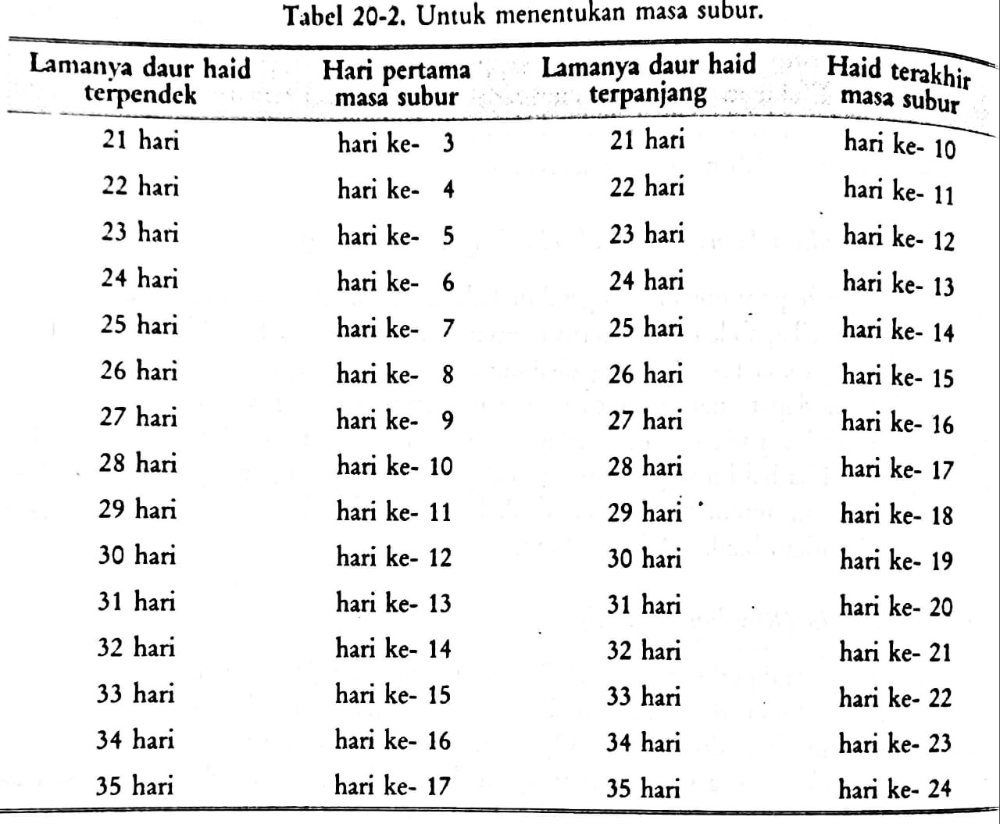 Tabel 20-2. Untuk menentukan masa subur.
Lamanya daur haid terpendek Hari pertama masa subur Lamanya daur haid terpanjang Haid terakhir masa subur
21 hari hari ke- 3 21 hari hari ke- 10
22 hari hari ke- 4 22 hari hari ke- 11
23 hari hari ke- 5 23 hari hari ke- 12
24 hari hari ke- 6 24 hari hari ke- 13
25 hari hari ke- 7 25 hari hari ke- 14
26 hari hari ke- 8 26 hari hari ke- 15
27 hari hari ke- 9 27 hari hari ke- 16
28 hari hari ke- 10 28 hari hari ke- 17
29 hari hari ke- 11 29 hari hari ke- 18
30 hari hari ke- 12 30 hari hari ke- 19
31 hari hari ke- 13 31 hari hari ke- 20
32 hari hari ke- 14 32 hari hari ke- 21
33 hari hari ke- 15 33 hari hari ke- 22
34 hari hari ke- 16 34 hari hari ke- 23
35 hari hari ke- 17 35 hari hari ke- 24